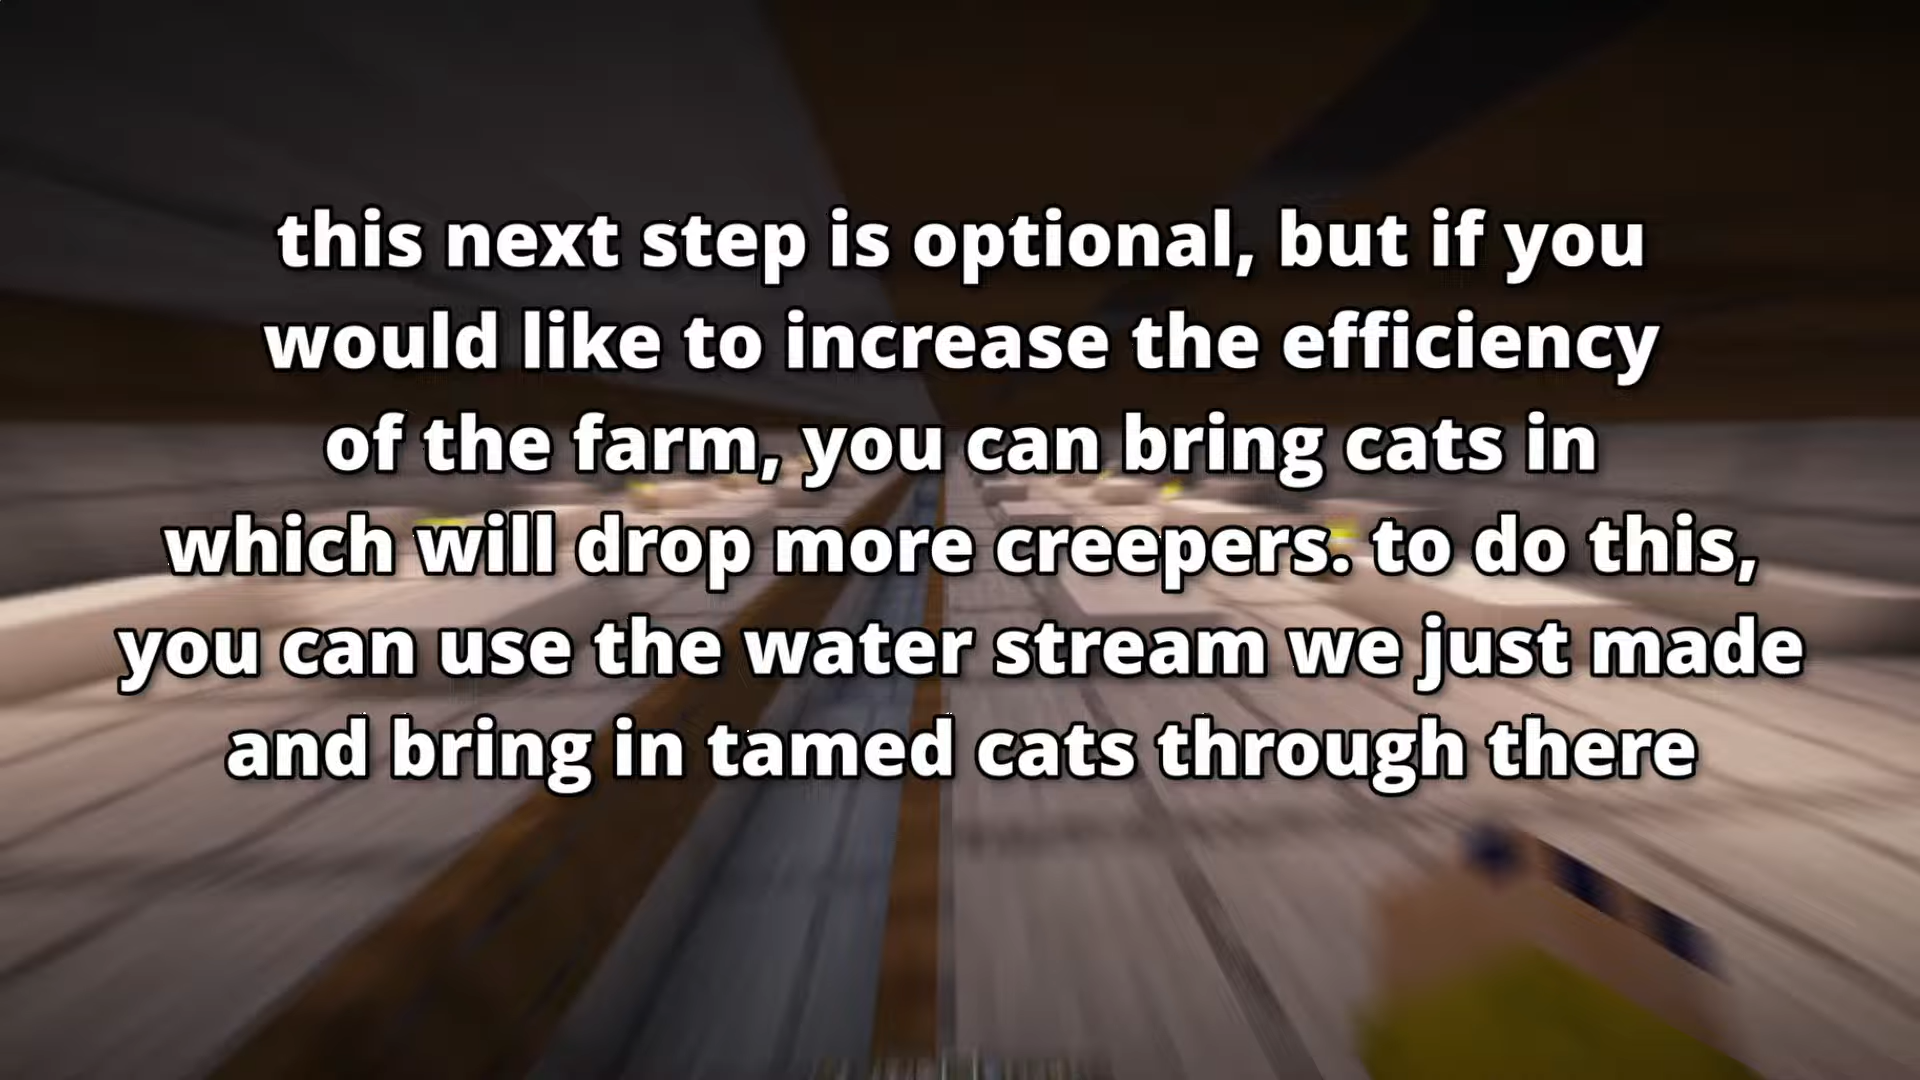 this next step is optional, but if you
would like to increase the efficiency
of the farm, you can bring cats in
which will drop more creepers. to do this,
you can use the water stream we just made
and bring in tamed cats through there